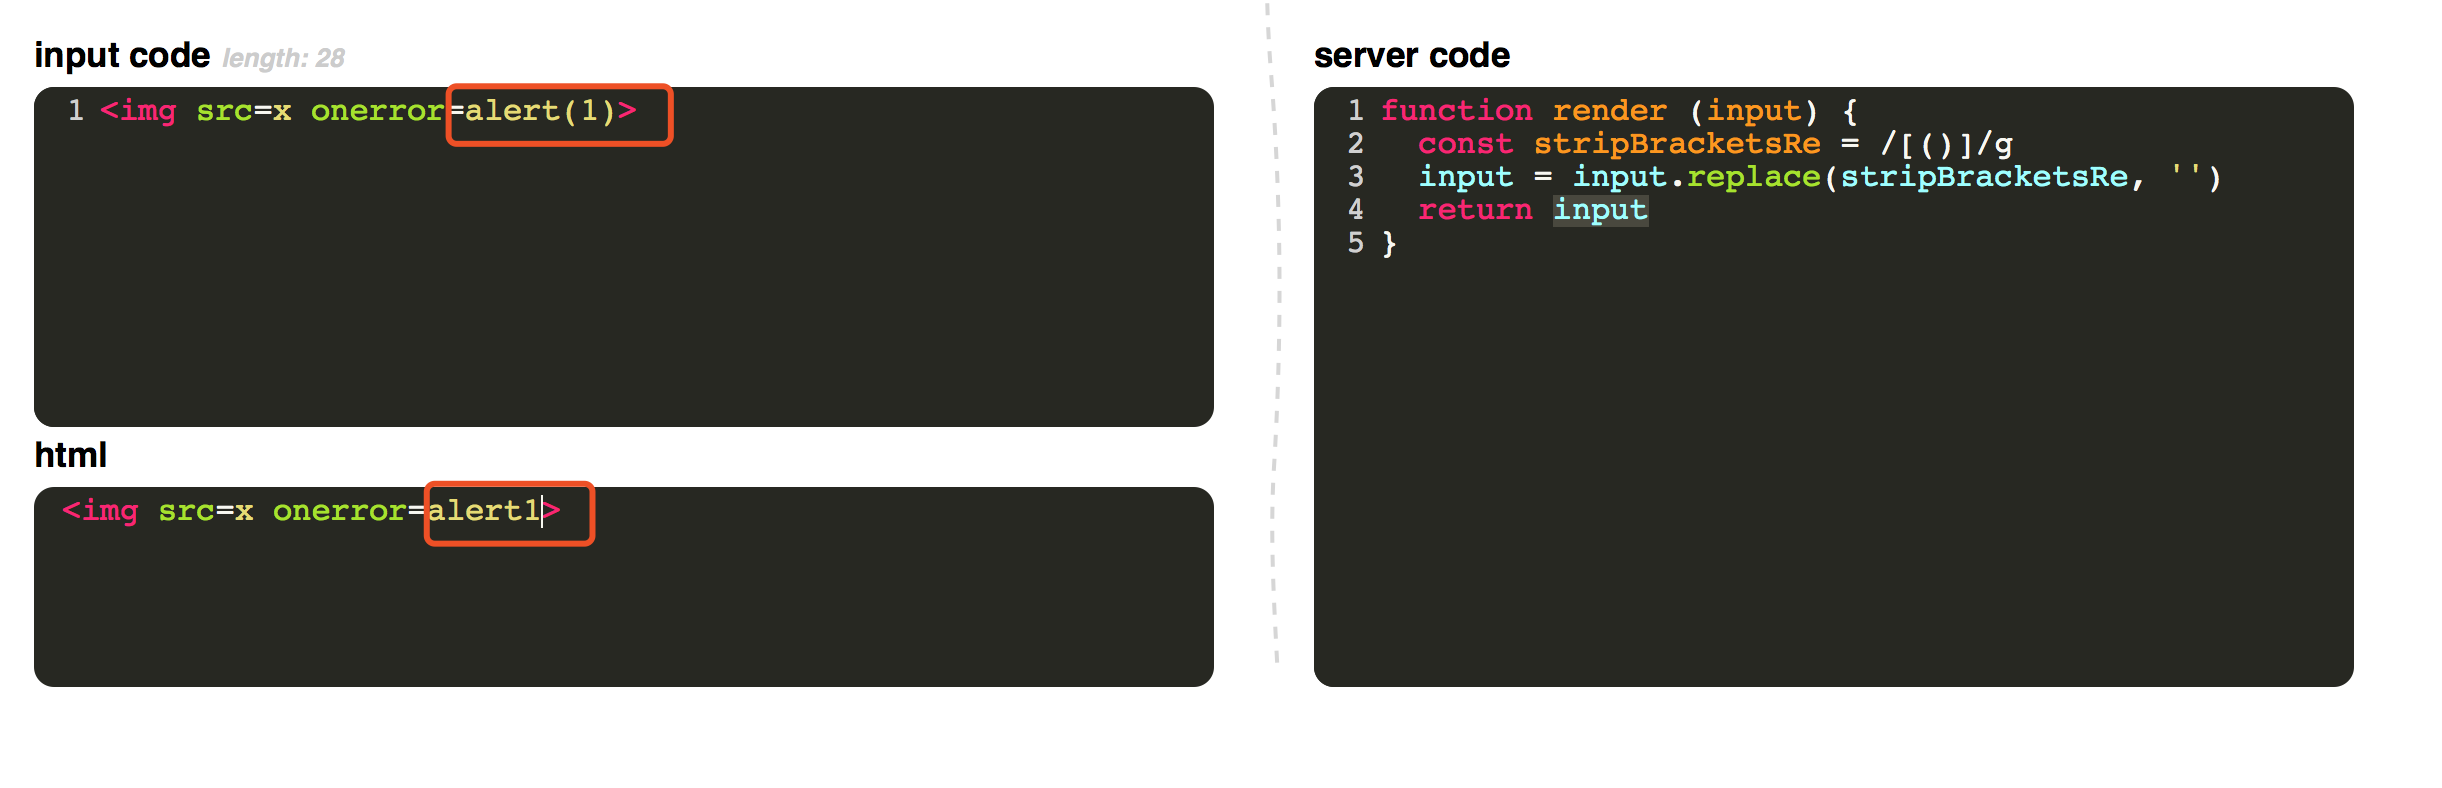 input code length: 28
1 <img src=x onerror=alert(1)>
html
<img src=x onerror=alert1>
server code
1 function render (input) {
2   const stripBracketsRe = /[()]/g
3   input = input.replace(stripBracketsRe, '')
4   return input
5 }